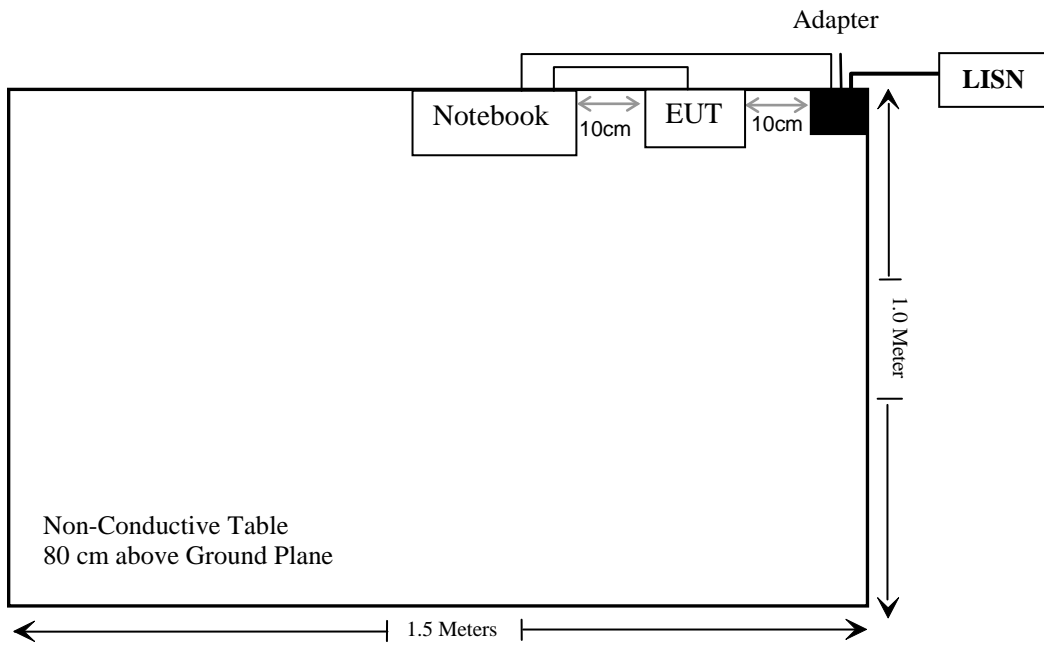 Adapter
LISN
Notebook
10cm
EUT
10cm
1.0 Meter
Non-Conductive Table
80 cm above Ground Plane
1.5 Meters